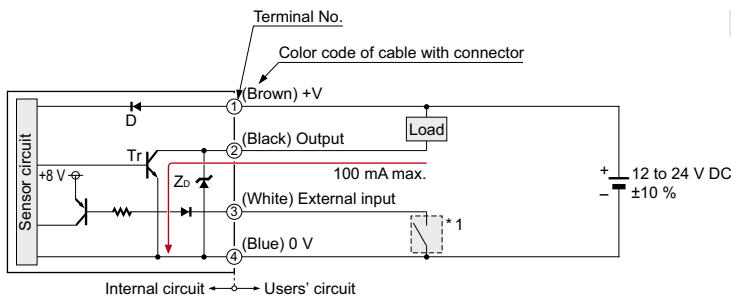 Terminal No.
Color code of cable with connector
(Brown) +V
1
D
Load
(Black) Output
2
Tr
Sensor circuit
+8 V
ZD
100 mA max.
+ 12 to 24 V DC
– ±10 %
(White) External input
3
* 1
(Blue) 0 V
4
Internal circuit
Users' circuit